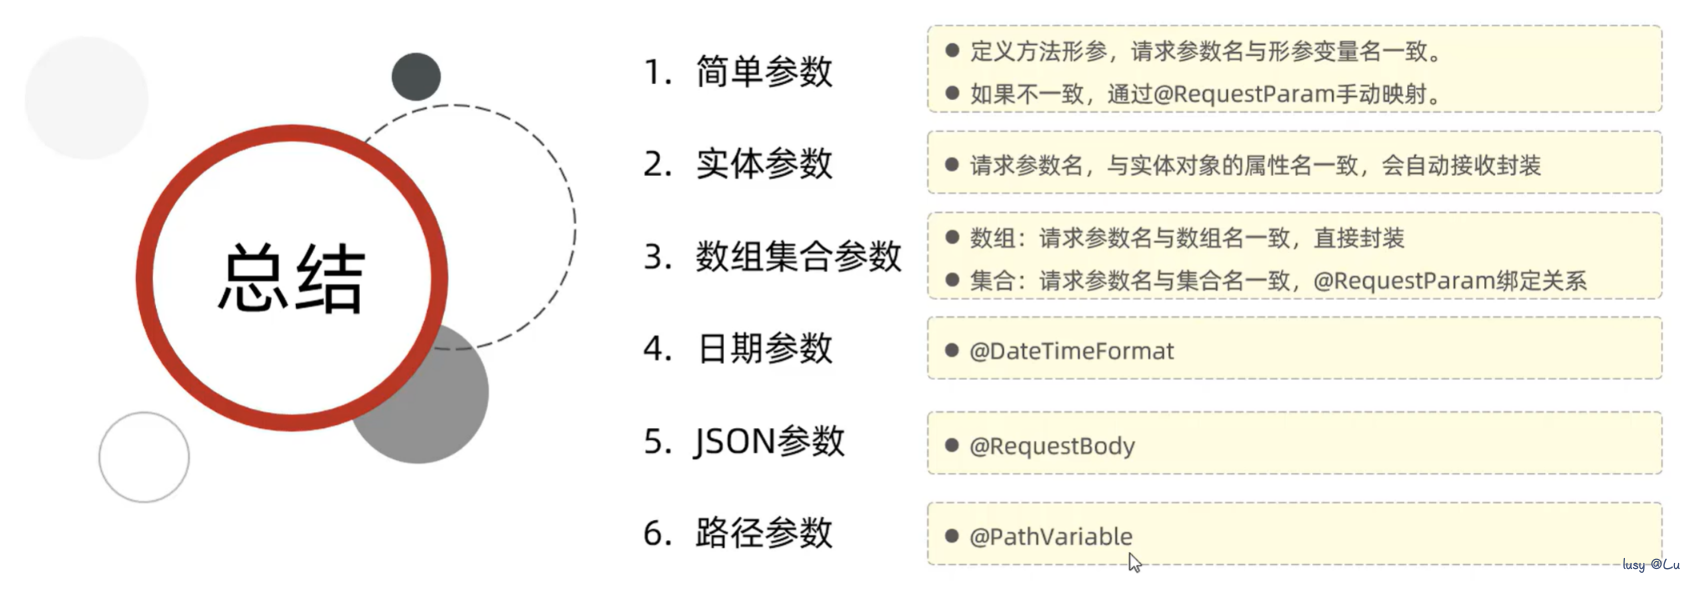 总结
1. 简单参数
● 定义方法形参，请求参数名与形参变量名一致。
● 如果不一致，通过@RequestParam手动映射。
2. 实体参数
● 请求参数名，与实体对象的属性名一致，会自动接收封装
3. 数组集合参数
● 数组：请求参数名与数组名一致，直接封装
● 集合：请求参数名与集合名一致，@RequestParam绑定关系
4. 日期参数
● @DateTimeFormat
5. JSON参数
● @RequestBody
6. 路径参数
● @PathVariable
lusy @Lu